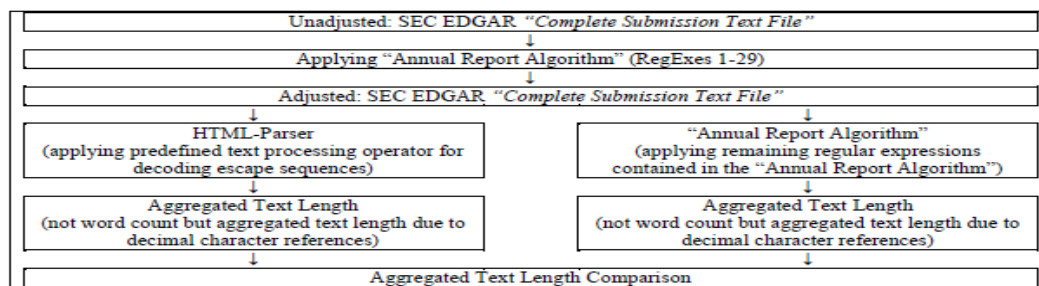 Unadjusted: SEC EDGAR “Complete Submission Text File”
↓
Applying “Annual Report Algorithm” (RegExes 1-29)
↓
Adjusted: SEC EDGAR “Complete Submission Text File”
↓ ↓
HTML-Parser
(applying predefined text processing operator for
decoding escape sequences)
“Annual Report Algorithm”
(applying remaining regular expressions
contained in the “Annual Report Algorithm”)
↓ ↓
Aggregated Text Length
(not word count but aggregated text length due to
decimal character references)
Aggregated Text Length
(not word count but aggregated text length due to
decimal character references)
↓ ↓
Aggregated Text Length Comparison